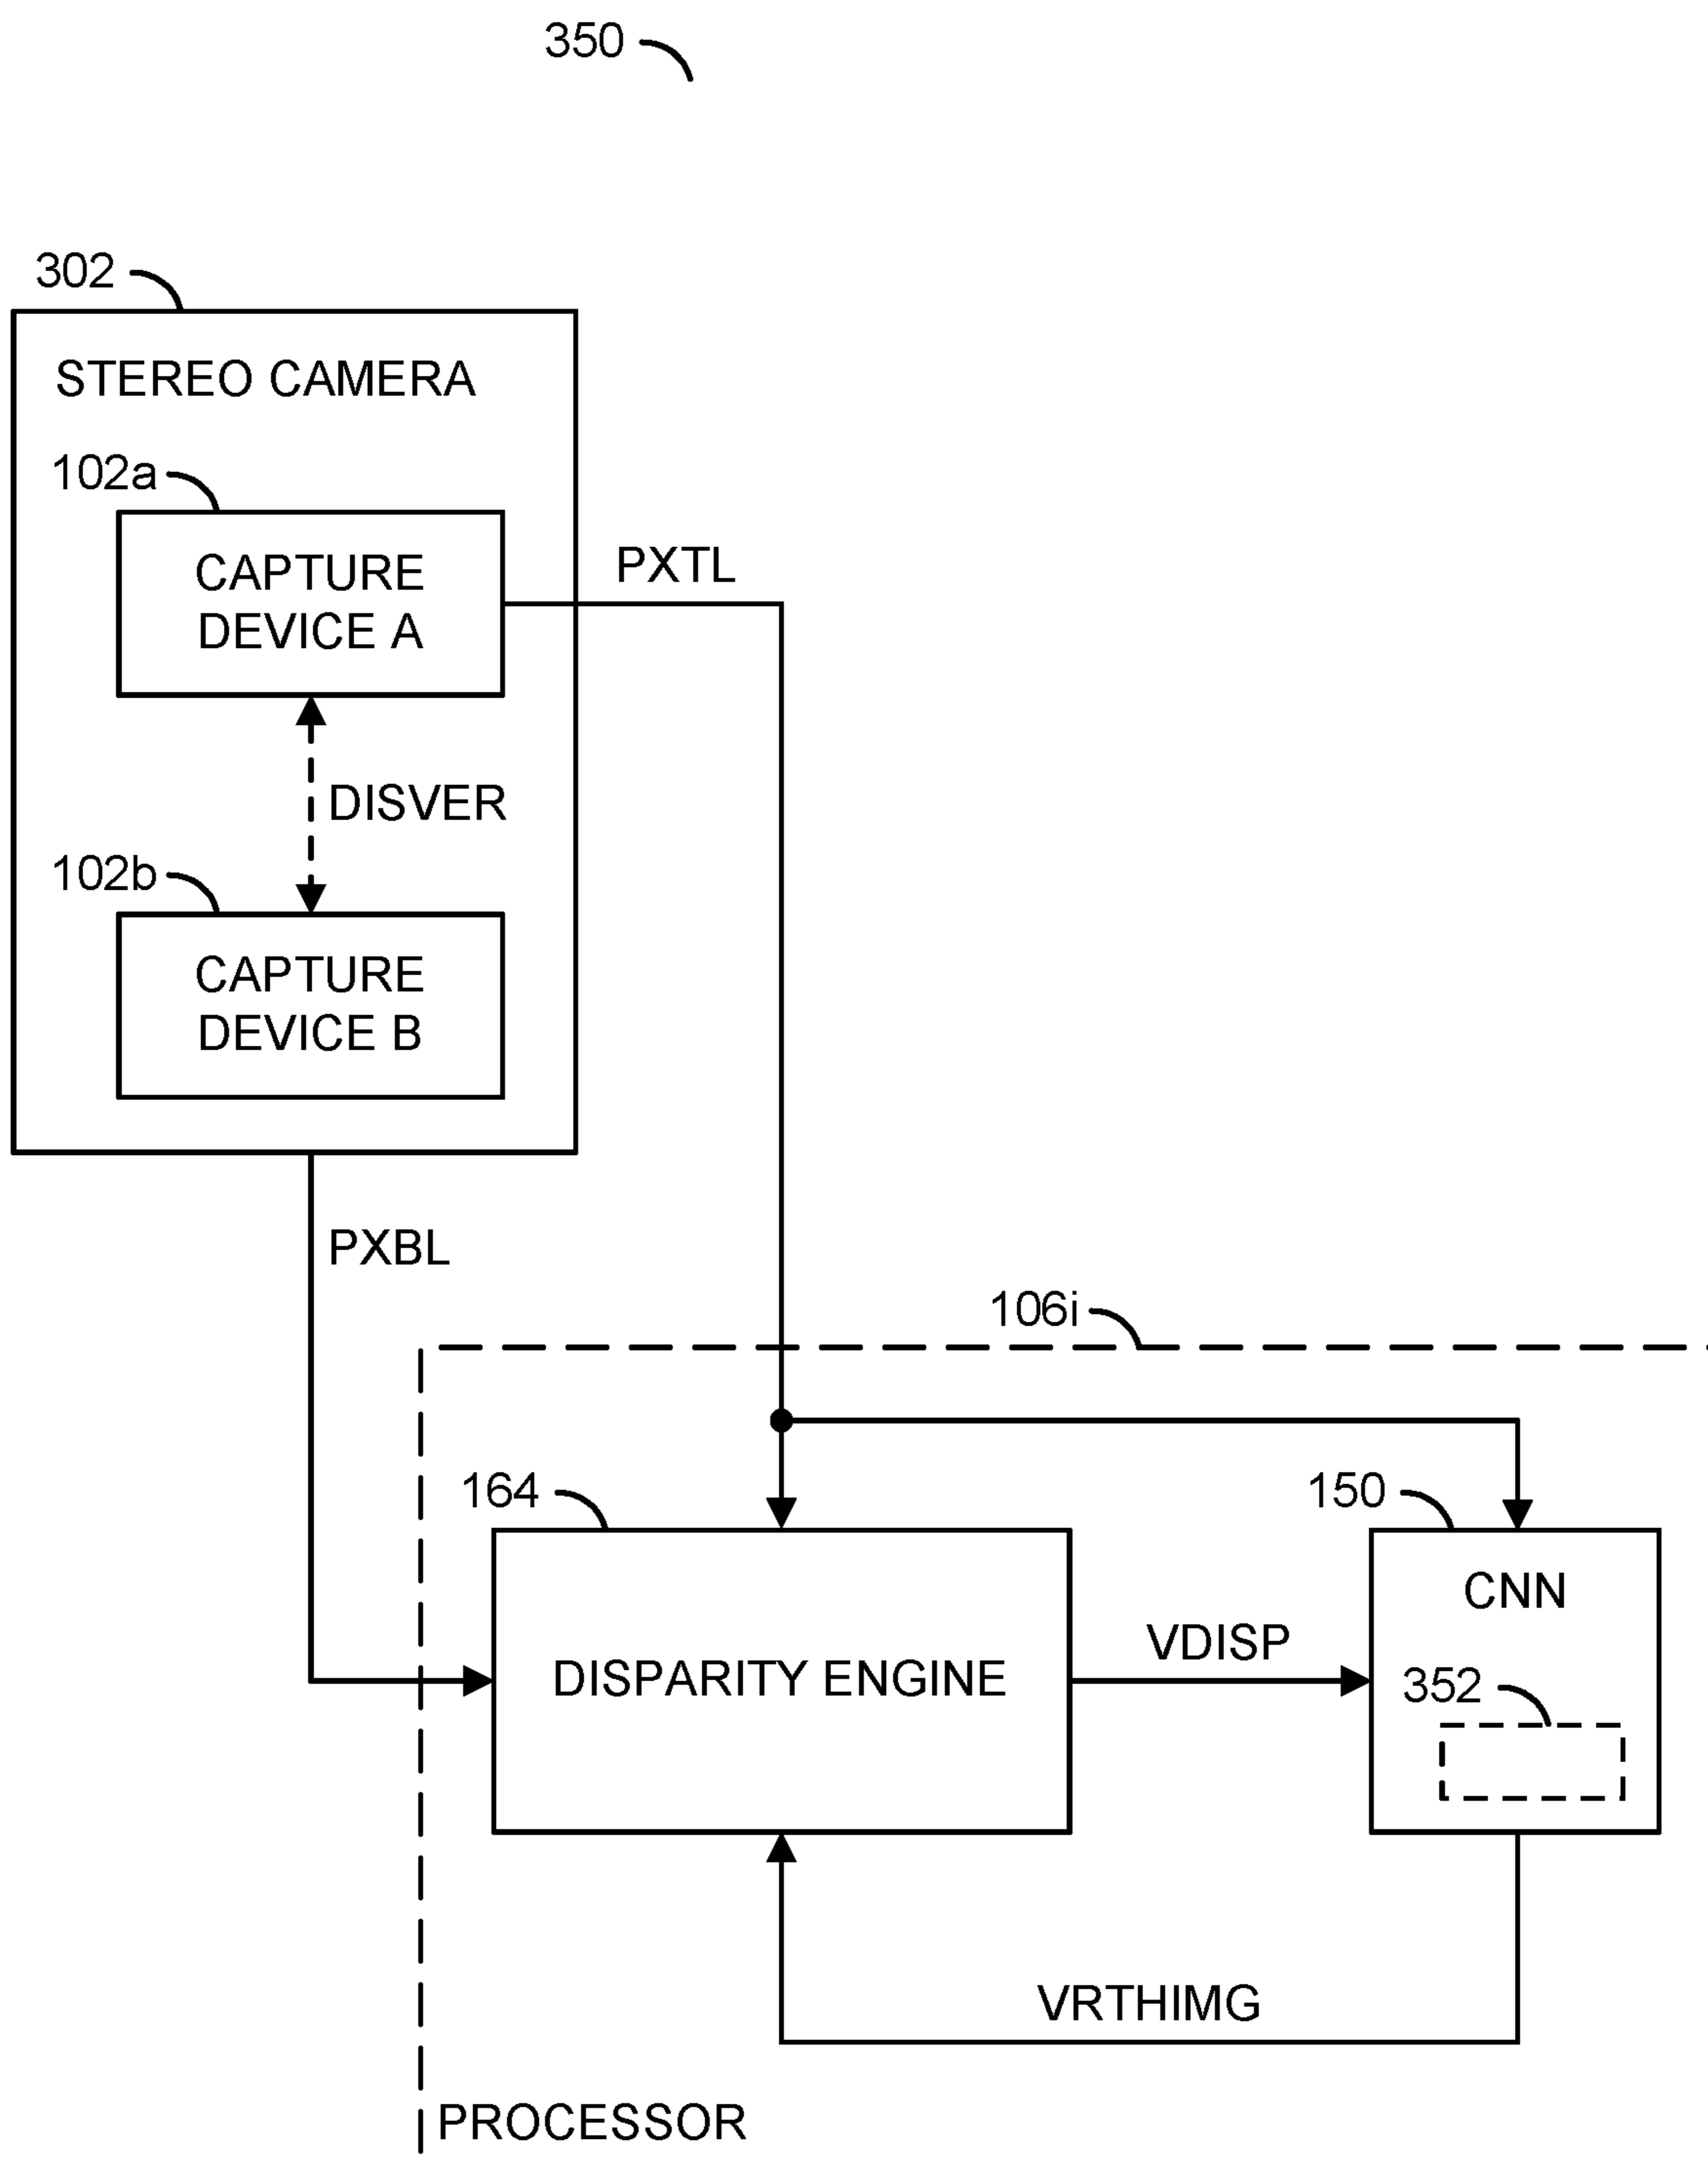 350
302
STEREO CAMERA
102a
CAPTURE
DEVICE A
PXTL
DISVER
102b
CAPTURE
DEVICE B
PXBL
106i
164
150
DISPARITY ENGINE
VDISP
CNN
352
VRTHIMG
PROCESSOR